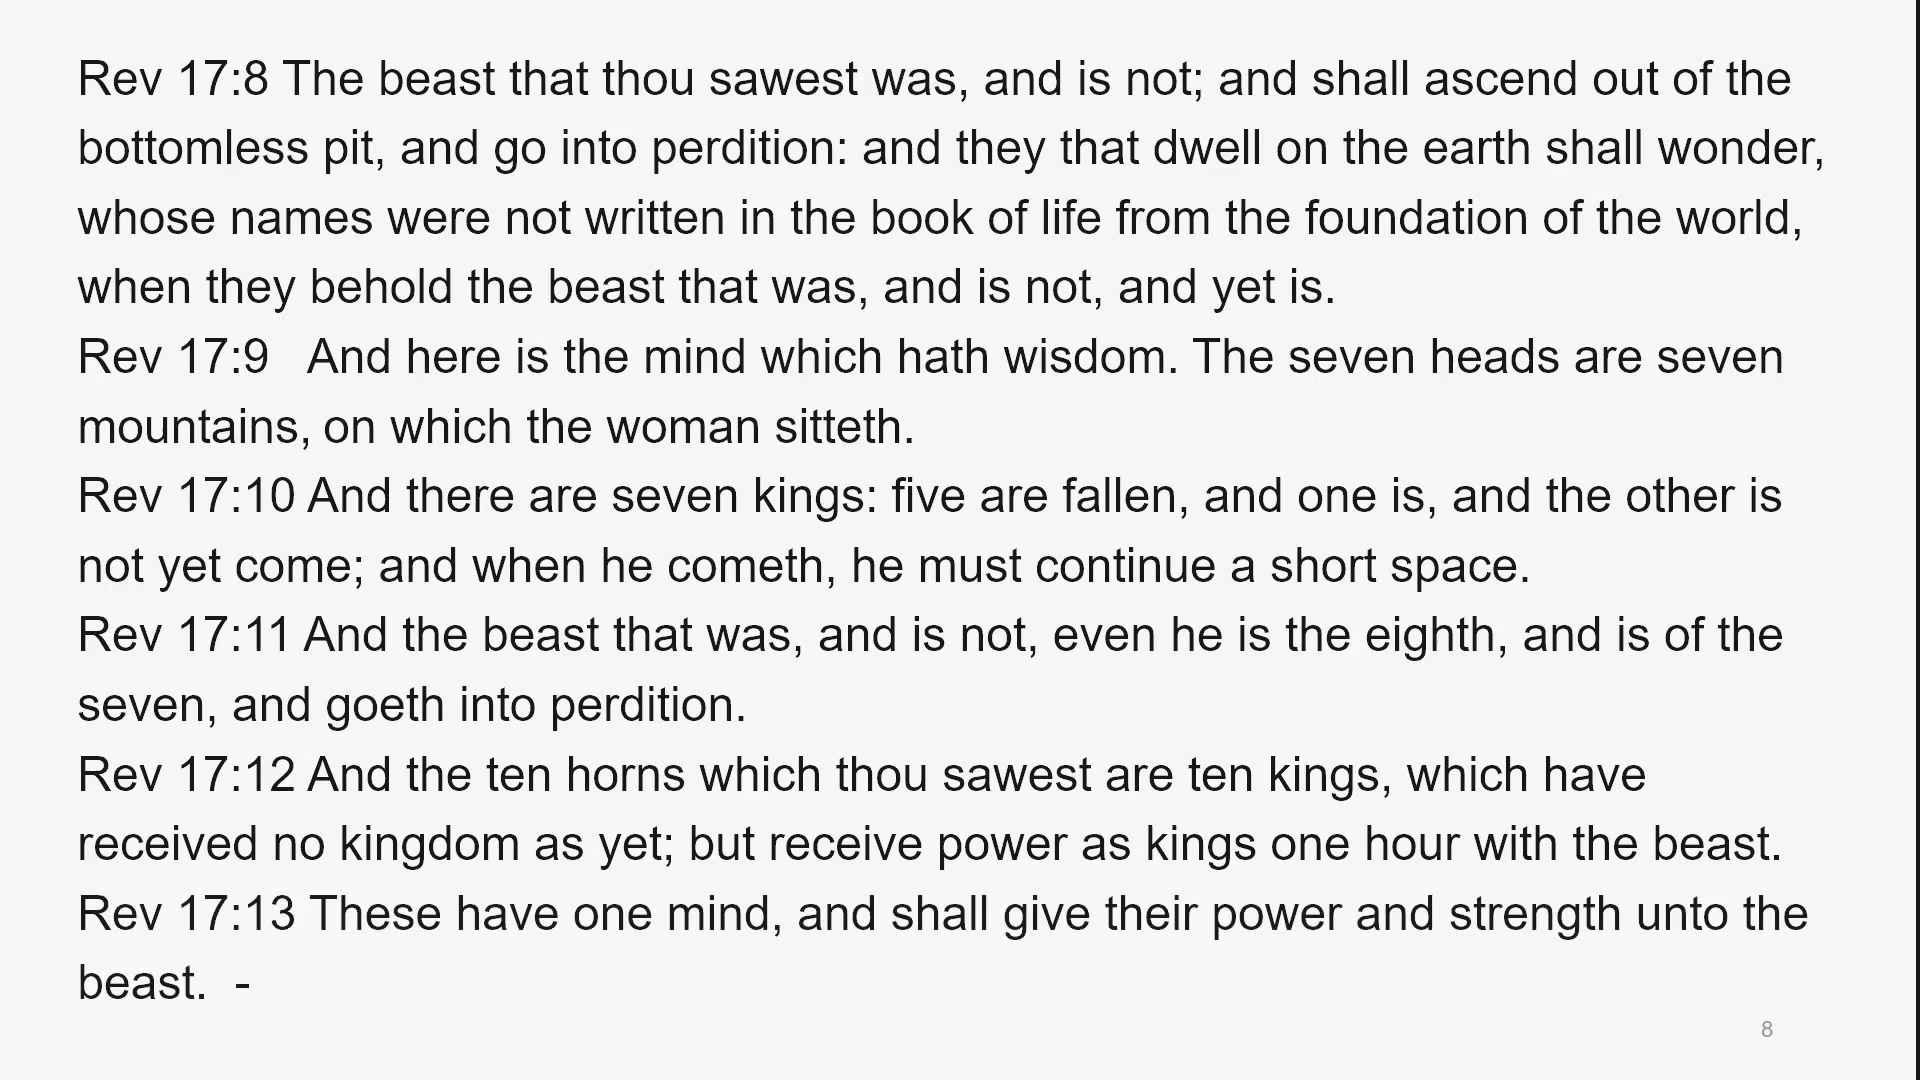 Rev 17:8 The beast that thou sawest was, and is not; and shall ascend out of the
bottomless pit, and go into perdition: and they that dwell on the earth shall wonder,
whose names were not written in the book of life from the foundation of the world,
when they behold the beast that was, and is not, and yet is.
Rev 17:9   And here is the mind which hath wisdom. The seven heads are seven
mountains, on which the woman sitteth.
Rev 17:10 And there are seven kings: five are fallen, and one is, and the other is
not yet come; and when he cometh, he must continue a short space.
Rev 17:11 And the beast that was, and is not, even he is the eighth, and is of the
seven, and goeth into perdition.
Rev 17:12 And the ten horns which thou sawest are ten kings, which have
received no kingdom as yet; but receive power as kings one hour with the beast.
Rev 17:13 These have one mind, and shall give their power and strength unto the
beast.  -
8